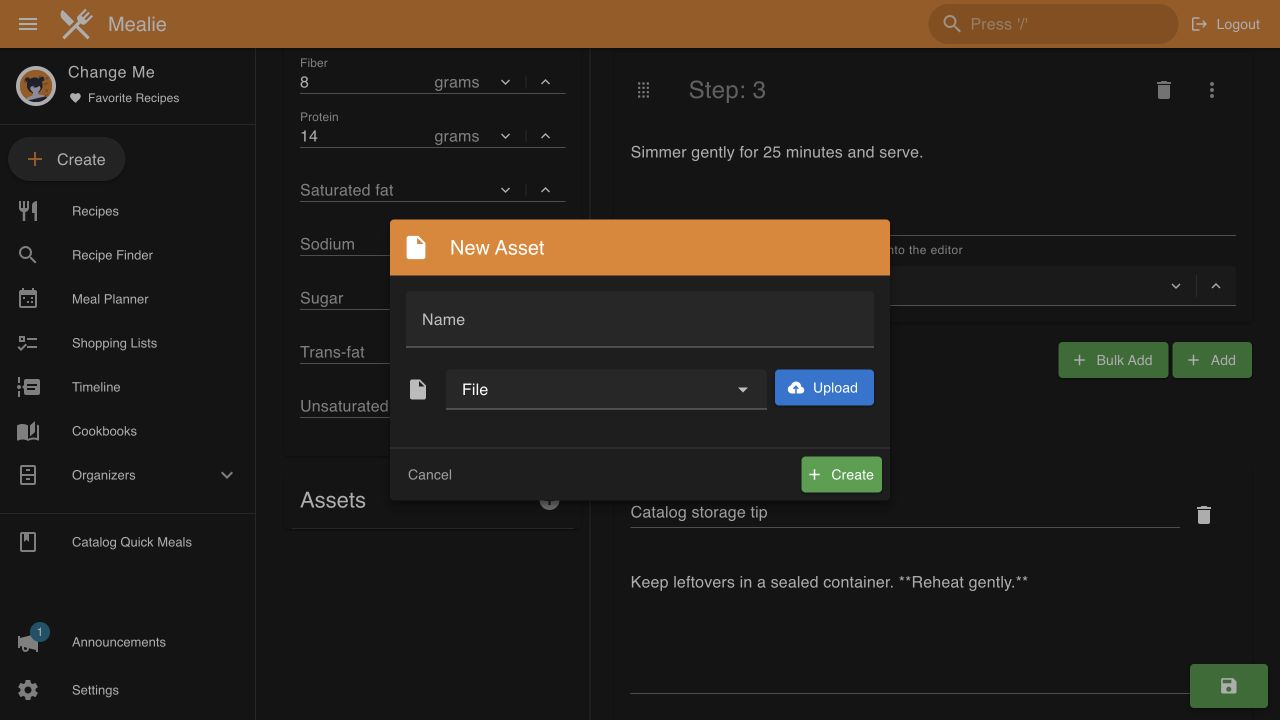 Mealie
Press '/'
Logout
Change Me
Favorite Recipes
Create
Recipes
Recipe Finder
Meal Planner
Shopping Lists
Timeline
Cookbooks
Organizers
Catalog Quick Meals
1
Announcements
Settings
Fiber
8 grams
Protein
14 grams
Saturated fat
Sodium
Sugar
Trans-fat
Unsaturated
Assets
New Asset
Name
File
Upload
Cancel
Create
Step: 3
Simmer gently for 25 minutes and serve.
into the editor
Bulk Add
Add
Catalog storage tip
Keep leftovers in a sealed container. **Reheat gently.**